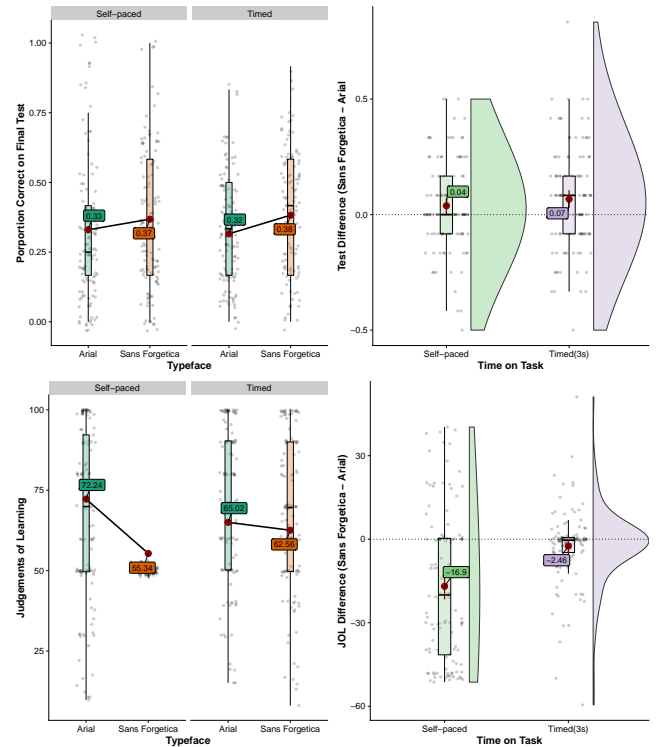 Self-paced Timed
1.00
0.75
0.50
0.25
0.00
Porportion Correct on Final Test
0.33
0.37
0.32
0.38
Arial Sans Forgetica Arial Sans Forgetica
Typeface
0.5
0.0
-0.5
Test Difference (Sans Forgetica - Arial)
0.04
0.07
Self-paced Timed(3s)
Time on Task
Self-paced Timed
100
75
50
25
Judgements of Learning
72.24
55.34
65.02
62.56
Arial Sans Forgetica Arial Sans Forgetica
Typeface
30
0
-30
-60
JOL Difference (Sans Forgetica - Arial)
-16.9
-2.46
Self-paced Timed(3s)
Time on Task